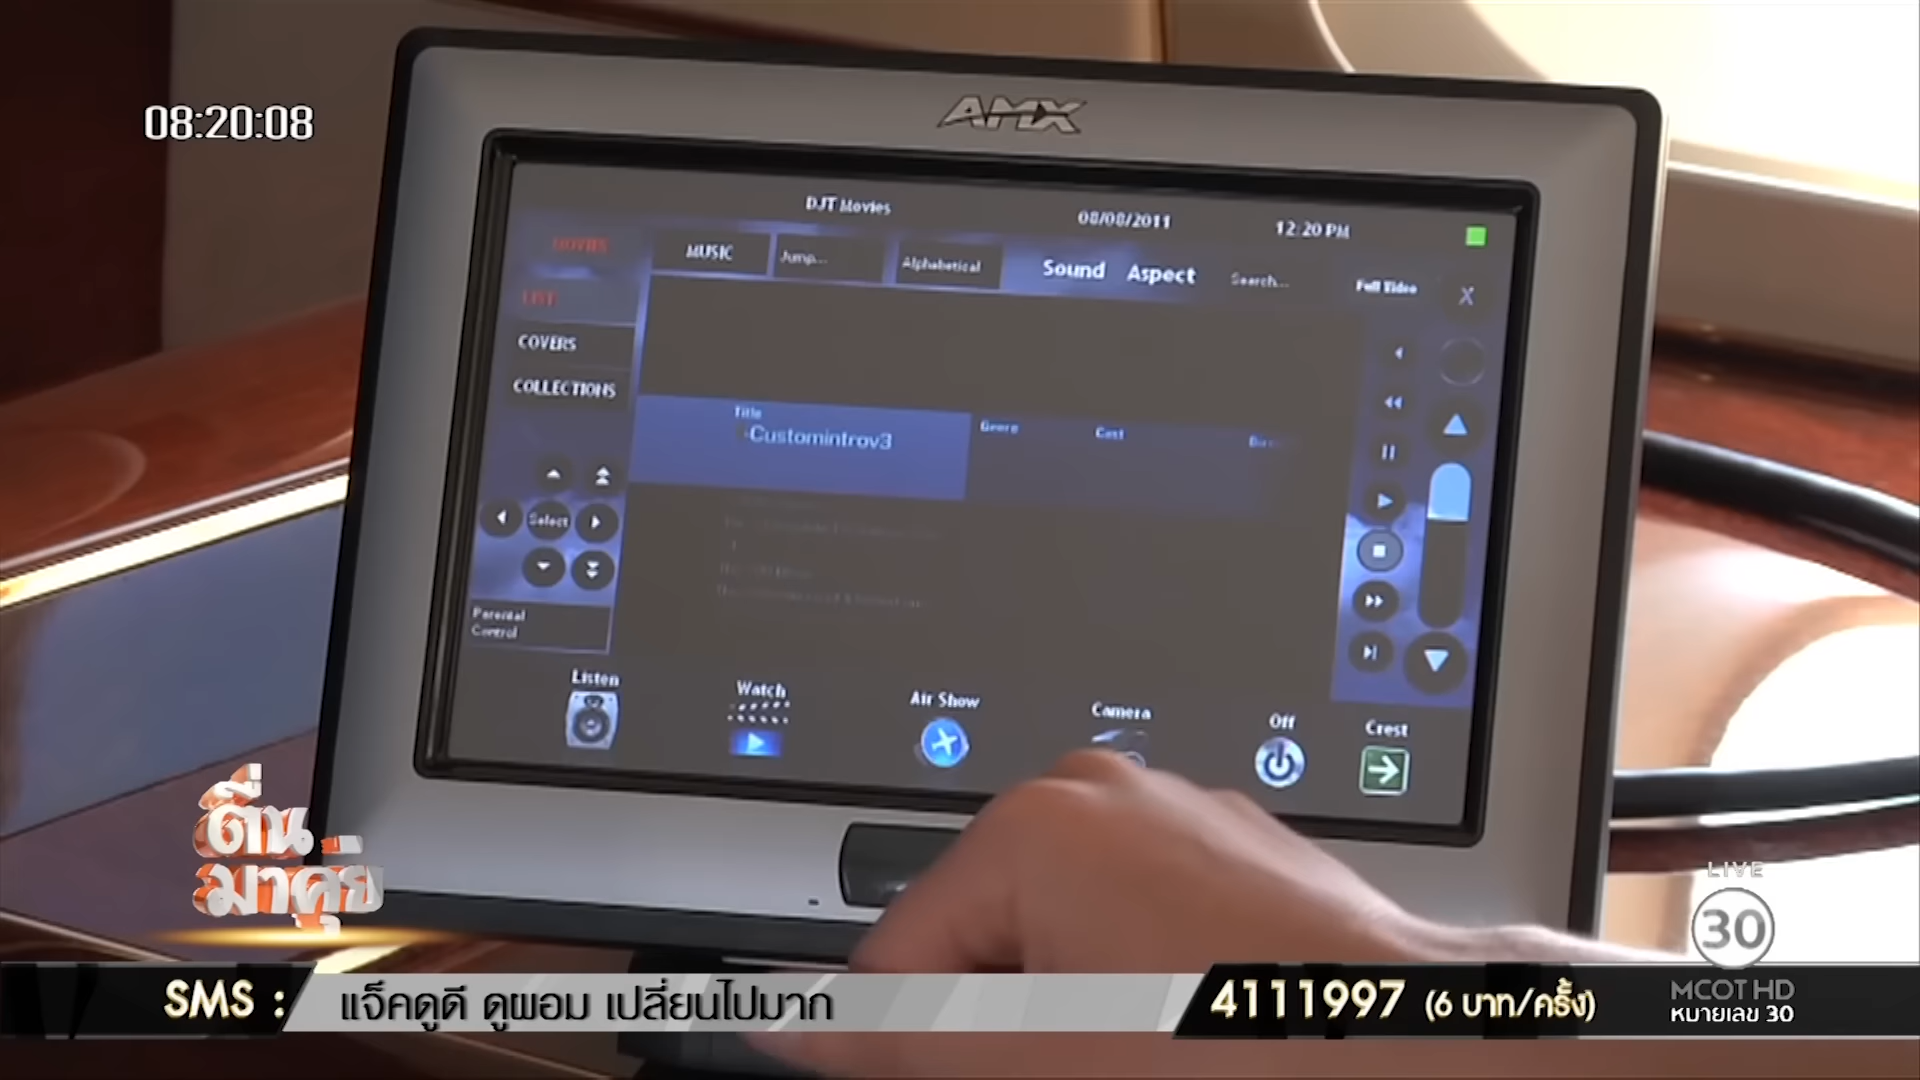 08:20:08
AMX
DJT Movies
08/08/2011
12:20 PM
MOVIES
MUSIC
Jump...
Alphabetical
Sound
Aspect
Search...
Full Video
X
LIST
COVERS
COLLECTIONS
Title
Genre
Cast
-Customintrov3
Select
Parental
Control
Listen
Watch
Air Show
Camera
Off
Crest
ตื่น
มาคุย
LIVE
30
SMS : แจ็คดูดี ดูผอม เปลี่ยนไปมาก
4111997 (6 บาท/ครั้ง)
MCOT HD
หมายเลข 30